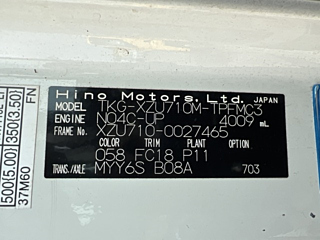 Hino Motors, Ltd. JAPAN
MODEL TKG-XZU710M-TPFMC3
ENGINE N04C-UP 4009 mL
FRAME No. XZU710-0027465
COLOR TRIM PLANT
058 FC18 P11
TRANS./AXLE MYY6S B08A 703
500(5.00) 350(3.50)
37M60 FN